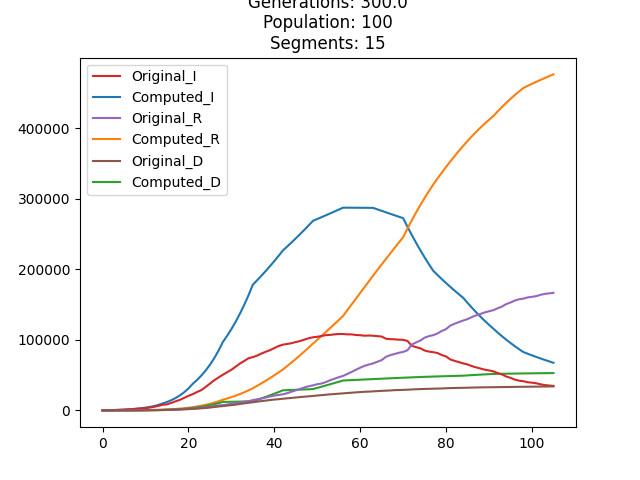 Generations: 300.0
Population: 100
Segments: 15
Original_I
Computed_I
Original_R
Computed_R
Original_D
Computed_D
400000
300000
200000
100000
0
0 20 40 60 80 100